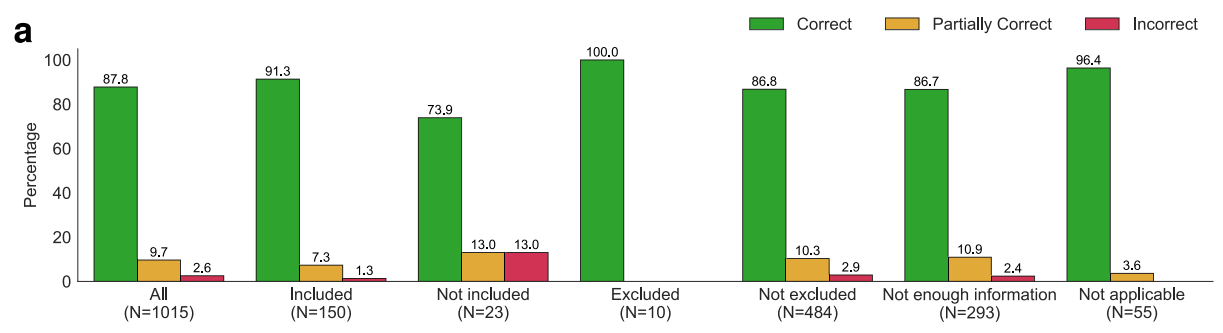 a
Correct Partially Correct Incorrect
Percentage
100
80
60
40
20
0
87.8 9.7 2.6
91.3 7.3 1.3
73.9 13.0 13.0
100.0
86.8 10.3 2.9
86.7 10.9 2.4
96.4 3.6
All Included Not included Excluded Not excluded Not enough information Not applicable
(N=1015) (N=150) (N=23) (N=10) (N=484) (N=293) (N=55)